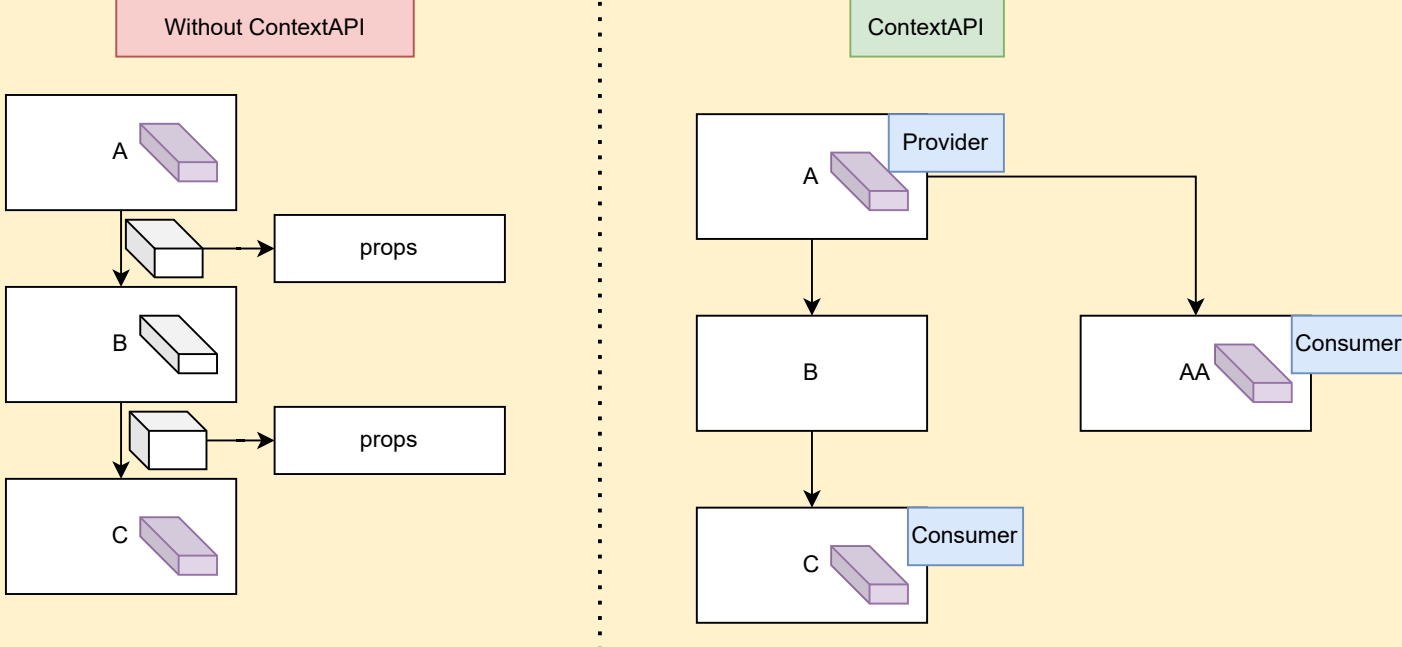 Without ContextAPI
A
props
B
props
C
ContextAPI
Provider
A
B
AA
Consumer
Consumer
C